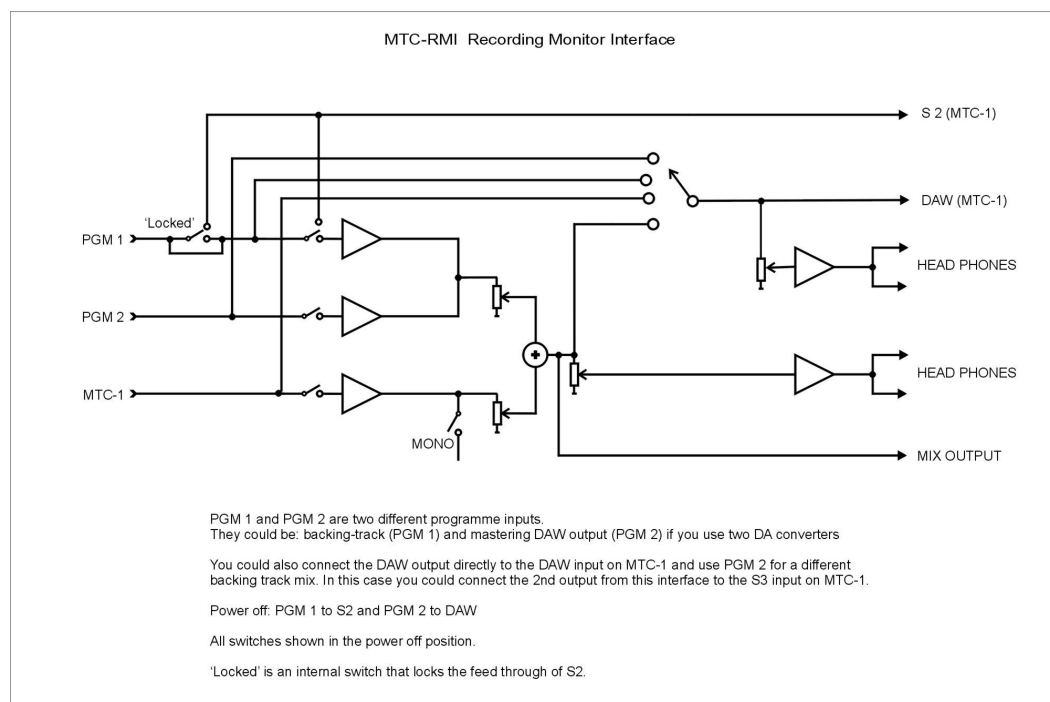 MTC-RMI Recording Monitor Interface
S 2 (MTC-1)
DAW (MTC-1)
'Locked'
PGM 1
HEAD PHONES
PGM 2
+
MTC-1
HEAD PHONES
MONO
MIX OUTPUT
PGM 1 and PGM 2 are two different programme inputs.
They could be: backing-track (PGM 1) and mastering DAW output (PGM 2) if you use two DA converters
You could also connect the DAW output directly to the DAW input on MTC-1 and use PGM 2 for a different
backing track mix. In this case you could connect the 2nd output from this interface to the S3 input on MTC-1.
Power off: PGM 1 to S2 and PGM 2 to DAW
All switches shown in the power off position.
'Locked' is an internal switch that locks the feed through of S2.